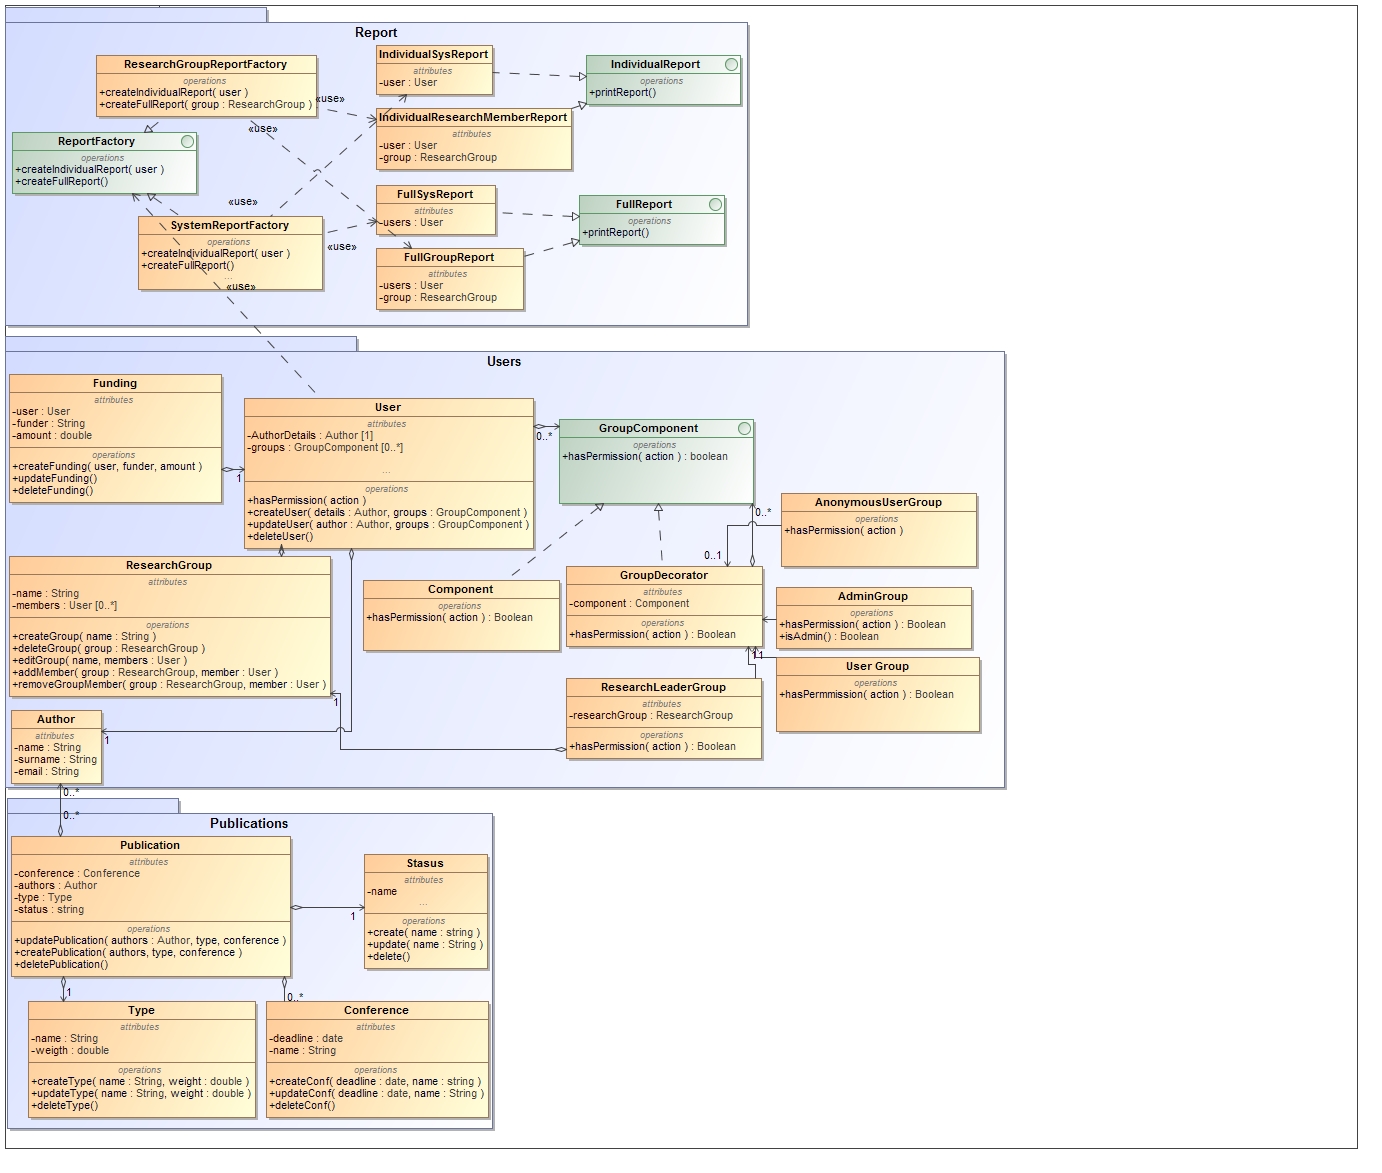 Report
ResearchGroupReportFactory
operations
+createIndividualReport( user )
+createFullReport( group : ResearchGroup )
«use»
«use»
IndividualSysReport
attributes
-user : User
IndividualReport
operations
+printReport()
IndividualResearchMemberReport
attributes
-user : User
-group : ResearchGroup
ReportFactory
operations
+createIndividualReport( user )
+createFullReport()
«use»
SystemReportFactory
operations
+createIndividualReport( user )
+createFullReport()
...
«use»
«use»
FullSysReport
attributes
-users : User
FullReport
operations
+printReport()
FullGroupReport
attributes
-users : User
-group : ResearchGroup
Users
Funding
attributes
-user : User
-funder : String
-amount : double
operations
+createFunding( user, funder, amount )
+updateFunding()
+deleteFunding()
1
User
attributes
-AuthorDetails : Author [1]
-groups : GroupComponent [0..*]
...
operations
+hasPermission( action )
+createUser( details : Author, groups : GroupComponent )
+updateUser( author : Author, groups : GroupComponent )
+deleteUser()
0..*
GroupComponent
operations
+hasPermission( action ) : boolean
0..*
0..1
AnonymousUserGroup
operations
+hasPermission( action )
ResearchGroup
attributes
-name : String
-members : User [0..*]
operations
+createGroup( name : String )
+deleteGroup( group : ResearchGroup )
+editGroup( name, members : User )
+addMember( group : ResearchGroup, member : User )
+removeGroupMember( group : ResearchGroup, member : User )
1
Component
operations
+hasPermission( action ) : Boolean
GroupDecorator
attributes
-component : Component
operations
+hasPermission( action ) : Boolean
11
AdminGroup
operations
+hasPermission( action ) : Boolean
+isAdmin() : Boolean
User Group
operations
+hasPermmission( action ) : Boolean
ResearchLeaderGroup
attributes
-researchGroup : ResearchGroup
operations
+hasPermission( action ) : Boolean
Author
attributes
-name : String
-surname : String
-email : String
1
0..*
0..*
Publications
Publication
attributes
-conference : Conference
-authors : Author
-type : Type
-status : string
operations
+updatePublication( authors : Author, type, conference )
+createPublication( authors, type, conference )
+deletePublication()
1
Stasus
attributes
-name
...
operations
+create( name : string )
+update( name : String )
+delete()
1
0..*
Type
attributes
-name : String
-weigth : double
operations
+createType( name : String, weight : double )
+updateType( name : String, weight : double )
+deleteType()
Conference
attributes
-deadline : date
-name : String
operations
+createConf( deadline : date, name : string )
+updateConf( deadline : date, name : String )
+deleteConf()